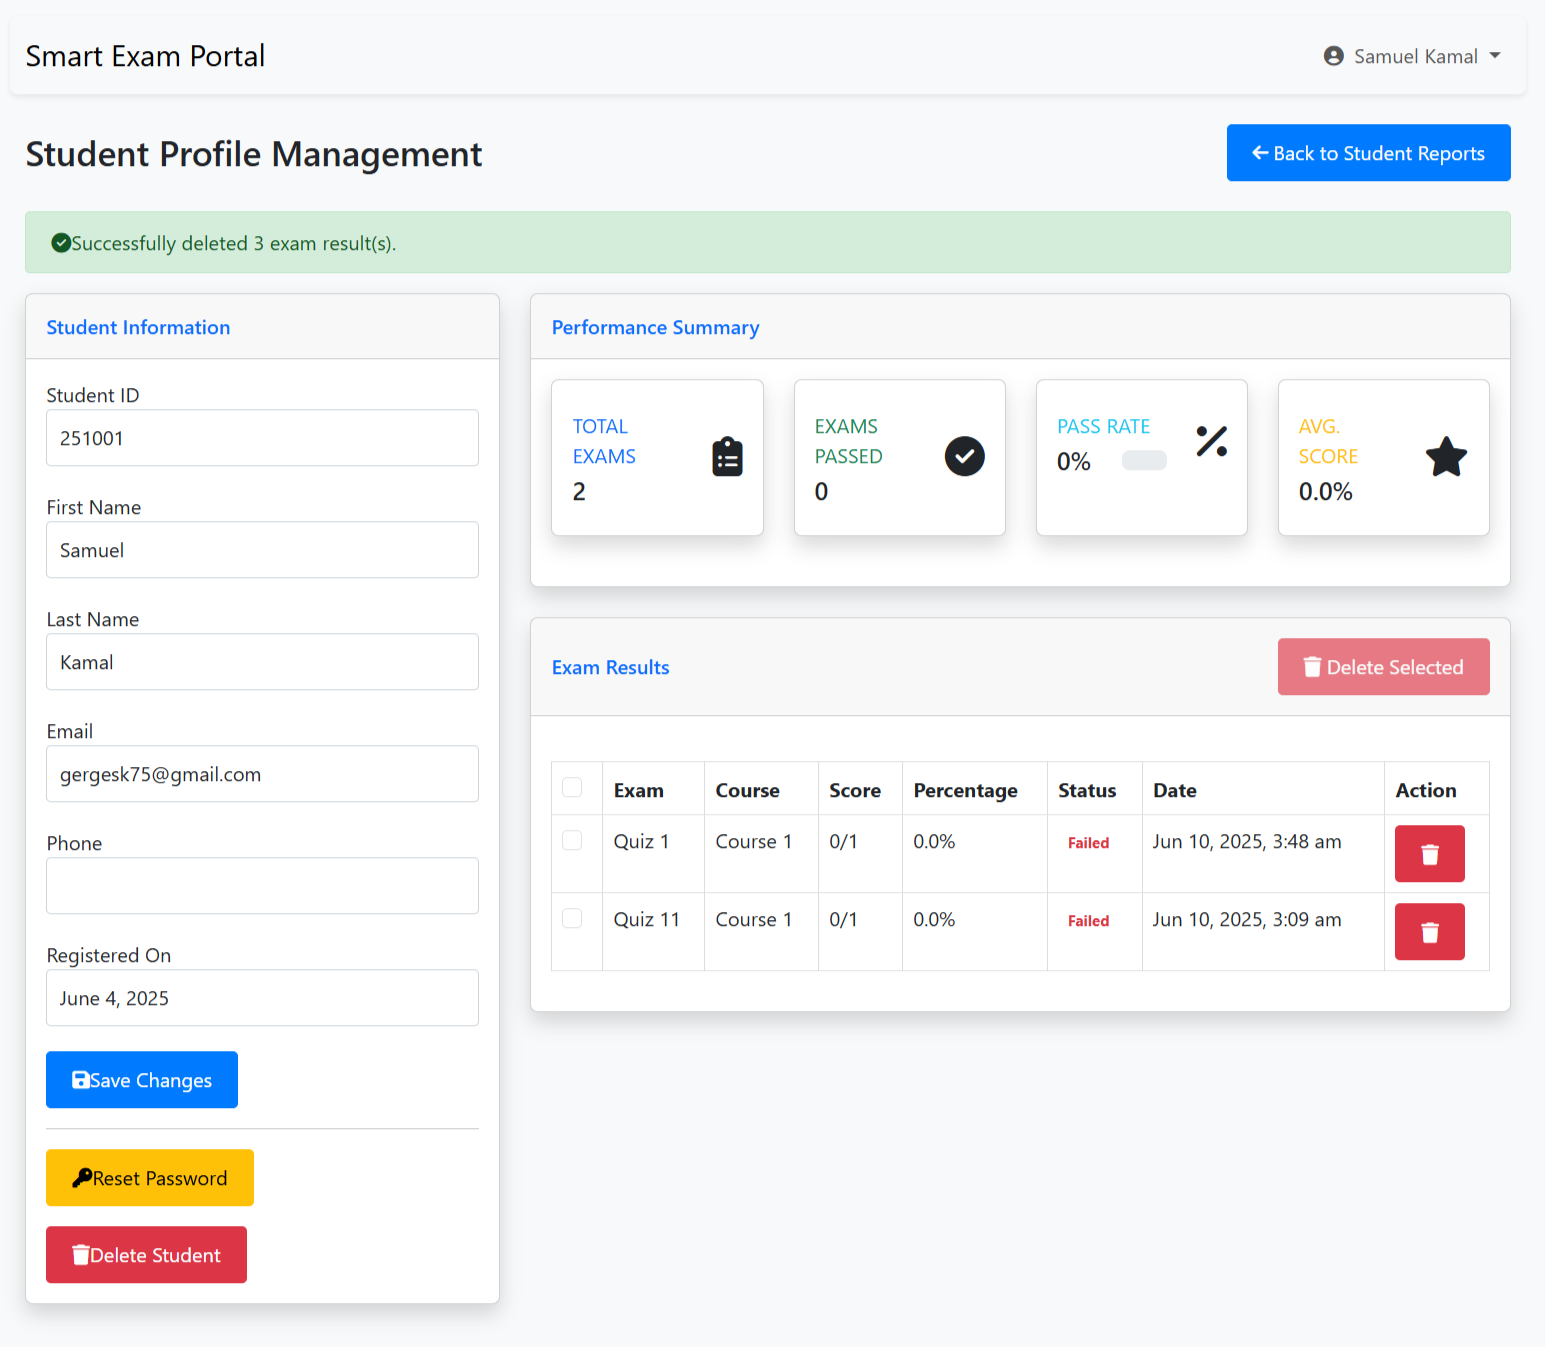 Smart Exam Portal
Samuel Kamal
Student Profile Management
Back to Student Reports
Successfully deleted 3 exam result(s).
Student Information
Student ID
251001
First Name
Samuel
Last Name
Kamal
Email
gergesk75@gmail.com
Phone
Registered On
June 4, 2025
Save Changes
Reset Password
Delete Student
Performance Summary
TOTAL
EXAMS
2
EXAMS
PASSED
0
PASS RATE
0%
AVG.
SCORE
0.0%
Exam Results
Delete Selected
Exam Course Score Percentage Status Date Action
Quiz 1 Course 1 0/1 0.0% Failed Jun 10, 2025, 3:48 am
Quiz 11 Course 1 0/1 0.0% Failed Jun 10, 2025, 3:09 am